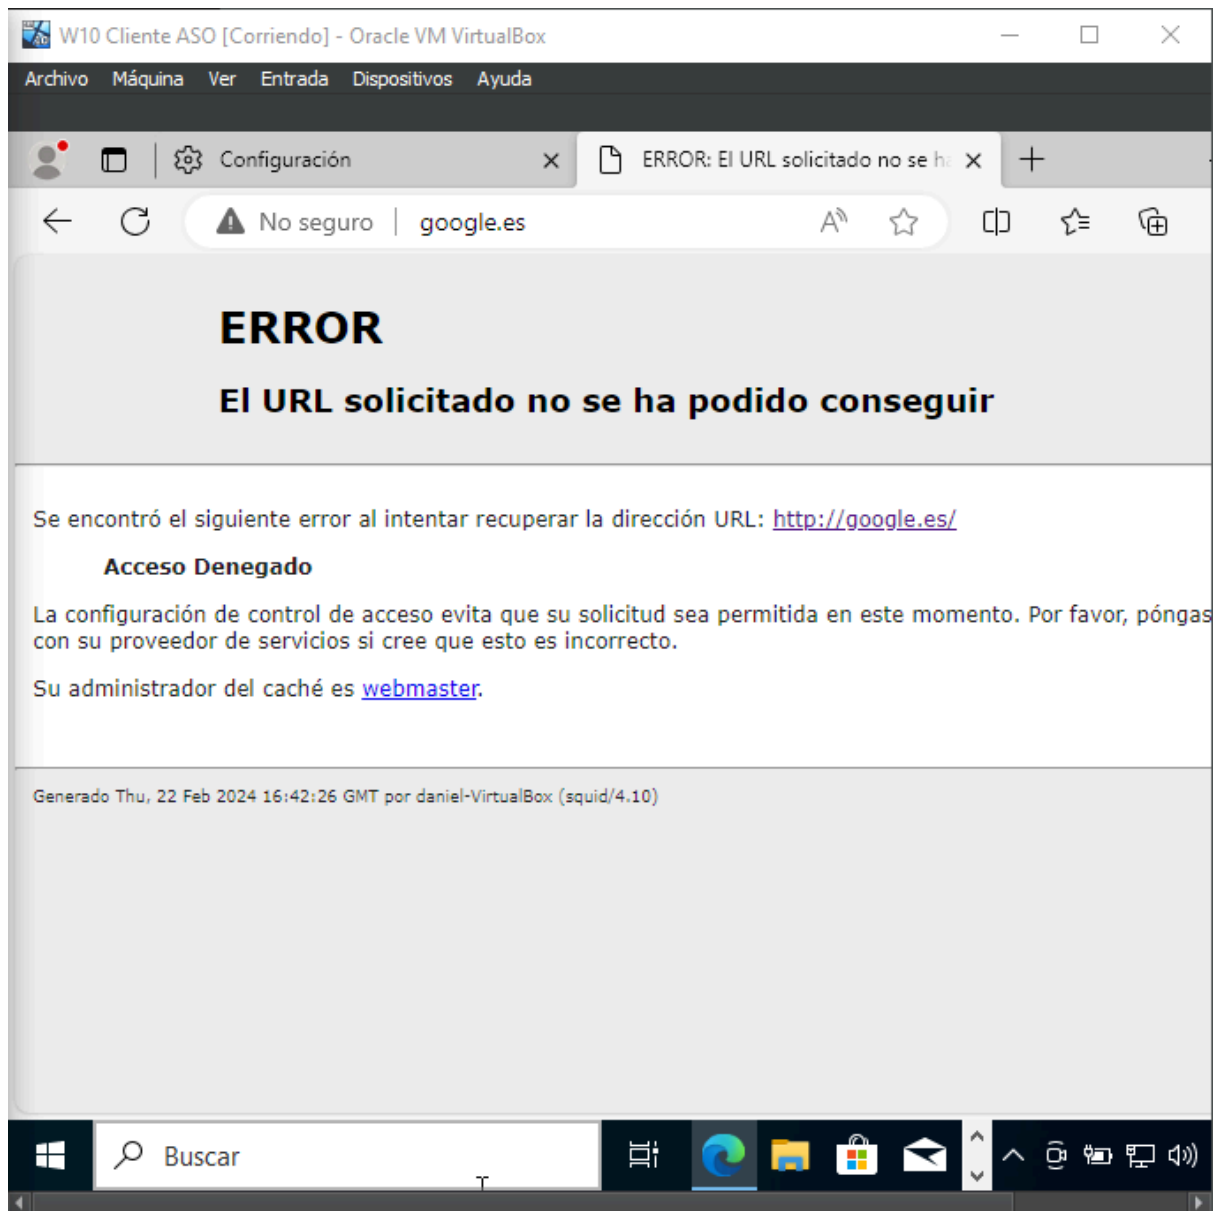 W10 Cliente ASO [Corriendo] - Oracle VM VirtualBox
Archivo Máquina Ver Entrada Dispositivos Ayuda
Configuración
ERROR: El URL solicitado no se h
No seguro | google.es
ERROR
El URL solicitado no se ha podido conseguir
Se encontró el siguiente error al intentar recuperar la dirección URL: http://google.es/
Acceso Denegado
La configuración de control de acceso evita que su solicitud sea permitida en este momento. Por favor, póngas
con su proveedor de servicios si cree que esto es incorrecto.
Su administrador del caché es webmaster.
Generado Thu, 22 Feb 2024 16:42:26 GMT por daniel-VirtualBox (squid/4.10)
Buscar